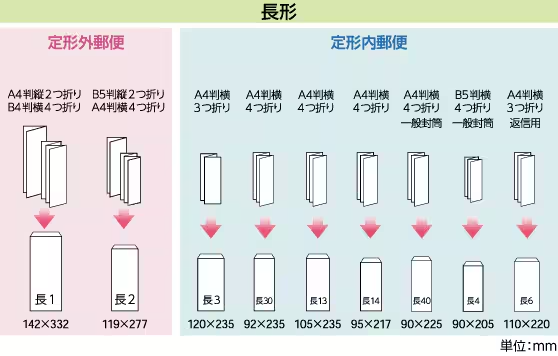 長形
定形外郵便
定形内郵便
A4判縦2つ折り
B4判横4つ折り
B5判縦2つ折り
A4判横4つ折り
A4判横
3つ折り
A4判横
4つ折り
A4判横
4つ折り
A4判横
4つ折り
A4判横
4つ折り
一般封筒
B5判横
4つ折り
一般封筒
A4判横
3つ折り
返信用
長1
長2
長3
長30
長13
長14
長40
長4
長6
142×332
119×277
120×235
92×235
105×235
95×217
90×225
90×205
110×220
単位:mm